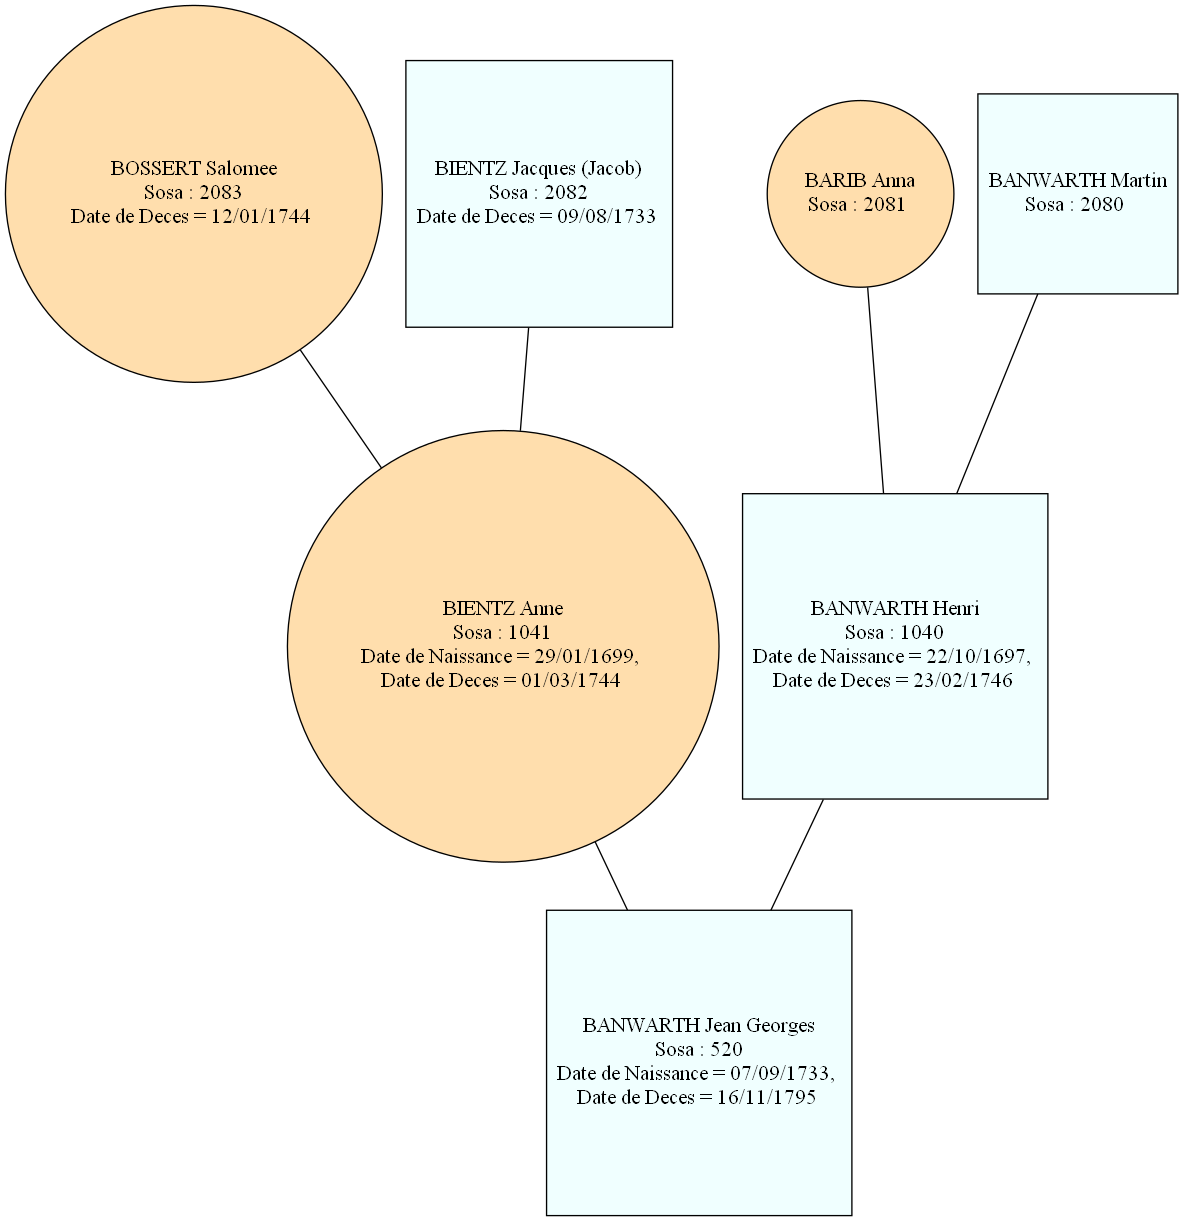 BOSSERT Salomee
Sosa : 2083
Date de Deces = 12/01/1744
BIENTZ Jacques (Jacob)
Sosa : 2082
Date de Deces = 09/08/1733
BARIB Anna
Sosa : 2081
BANWARTH Martin
Sosa : 2080
BIENTZ Anne
Sosa : 1041
Date de Naissance = 29/01/1699,
Date de Deces = 01/03/1744
BANWARTH Henri
Sosa : 1040
Date de Naissance = 22/10/1697,
Date de Deces = 23/02/1746
BANWARTH Jean Georges
Sosa : 520
Date de Naissance = 07/09/1733,
Date de Deces = 16/11/1795